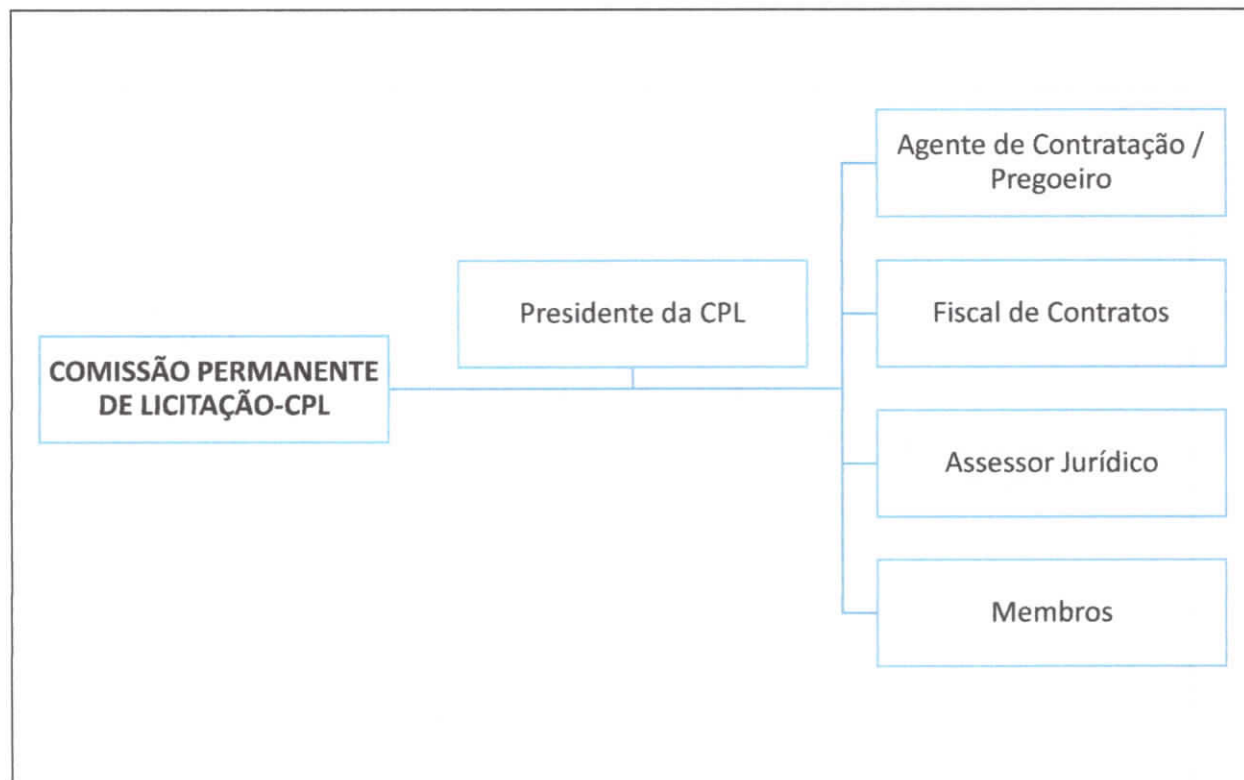 COMISSÃO PERMANENTE
DE LICITAÇÃO-CPL
Presidente da CPL
Agente de Contratação /
Pregoeiro
Fiscal de Contratos
Assessor Jurídico
Membros